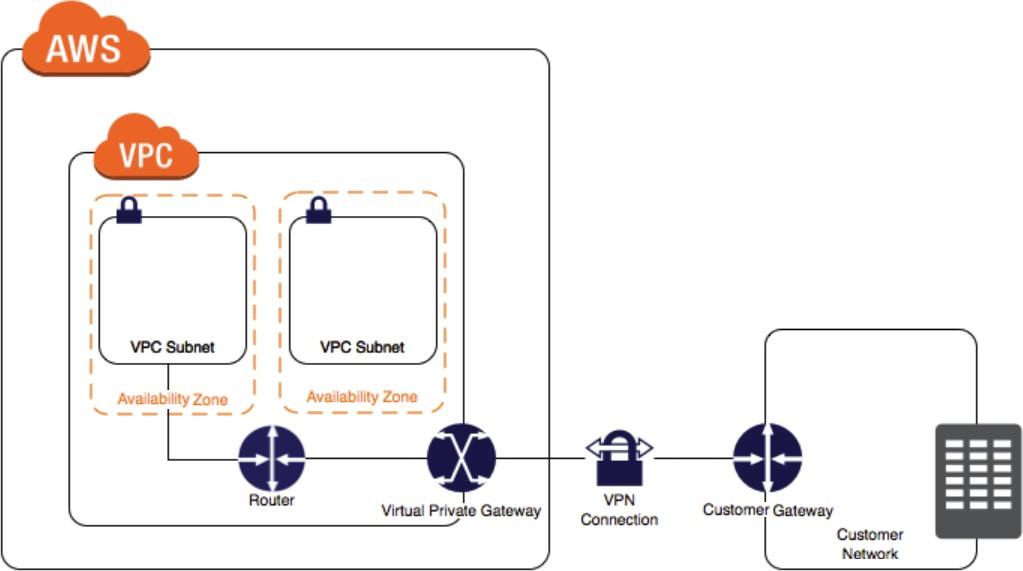 AWS
VPC
VPC Subnet
VPC Subnet
Availability Zone
Availability Zone
Router
Virtual Private Gateway
VPN
Connection
Customer Gateway
Customer
Network